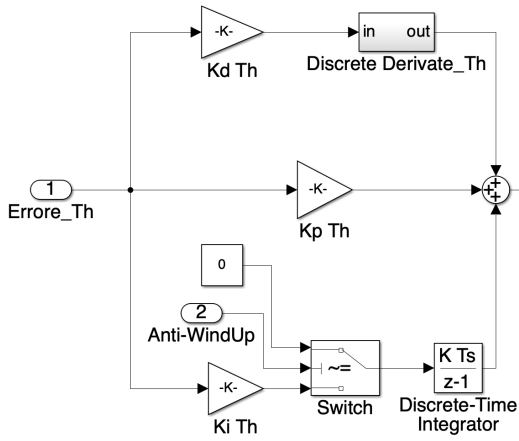 -K-
Kd Th
in out
Discrete Derivate_Th
1
Errore_Th
-K-
Kp Th
+
+
+
0
2
Anti-WindUp
~=
Switch
-K-
Ki Th
K Ts
z-1
Discrete-Time
Integrator